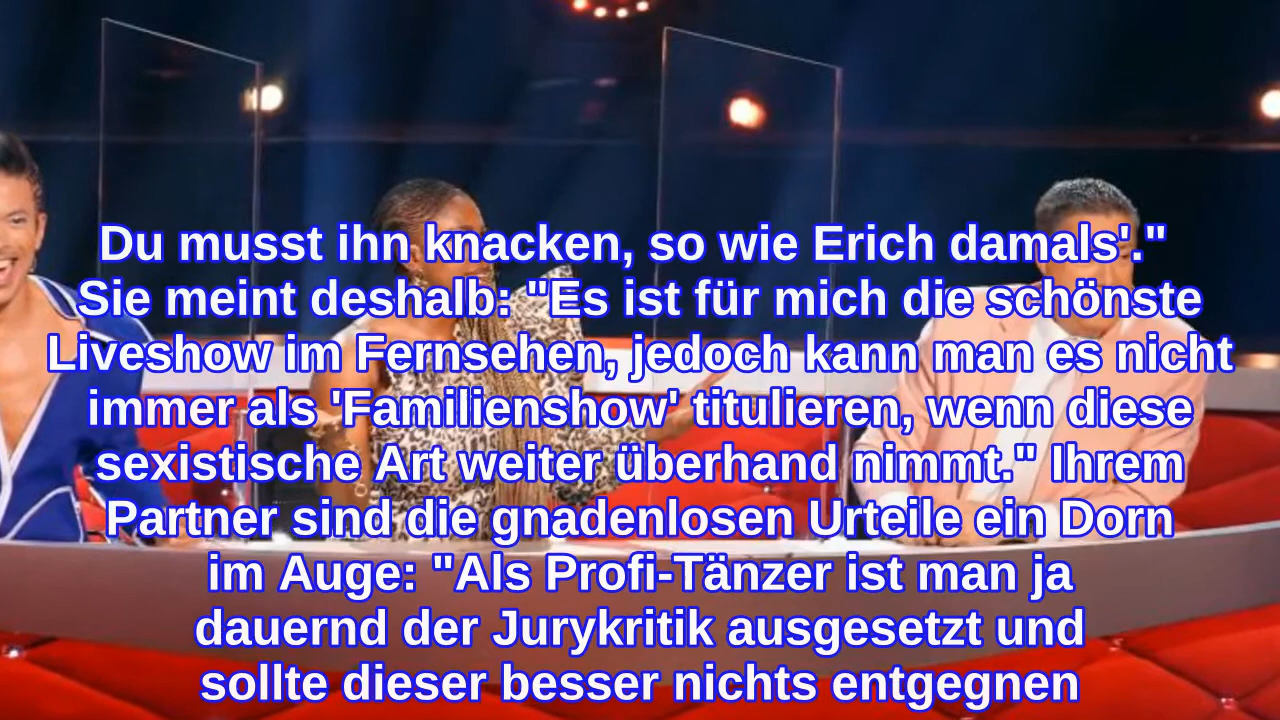 Du musst ihn knacken, so wie Erich damals'."
Sie meint deshalb: "Es ist für mich die schönste
Liveshow im Fernsehen, jedoch kann man es nicht
immer als 'Familienshow' titulieren, wenn diese
sexistische Art weiter überhand nimmt." Ihrem
Partner sind die gnadenlosen Urteile ein Dorn
im Auge: "Als Profi-Tänzer ist man ja
dauernd der Jurykritik ausgesetzt und
sollte dieser besser nichts entgegnen